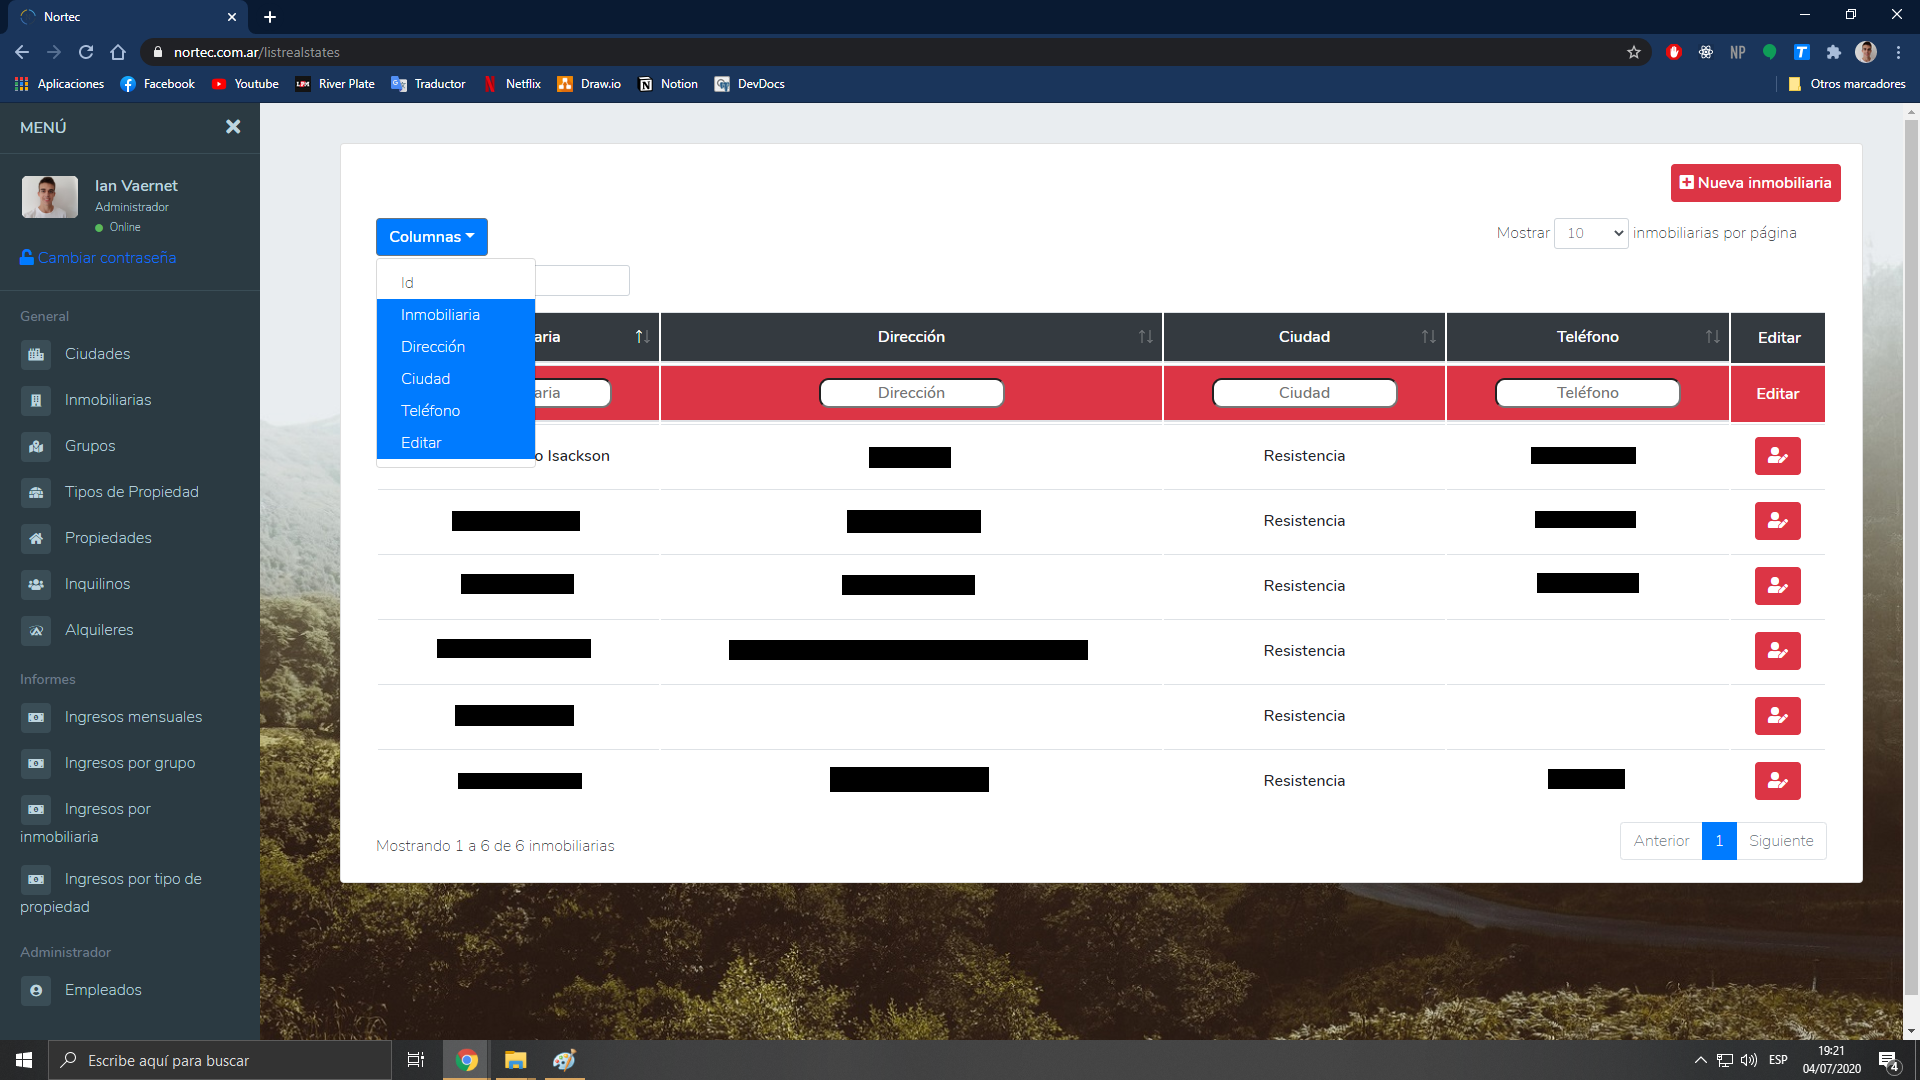 Nortec
nortec.com.ar/listrealstates
NP
Aplicaciones
Facebook
Youtube
River Plate
Traductor
Netflix
Draw.io
Notion
DevDocs
Otros marcadores
MENÚ
Ian Vaernet
Administrador
Online
Cambiar contraseña
General
Ciudades
Inmobiliarias
Grupos
Tipos de Propiedad
Propiedades
Inquilinos
Alquileres
Informes
Ingresos mensuales
Ingresos por grupo
Ingresos por
inmobiliaria
Ingresos por tipo de
propiedad
Administrador
Empleados
Nueva inmobiliaria
Columnas
Mostrar 10 inmobiliarias por página
Id
Inmobiliaria
Dirección
Ciudad
Teléfono
Editar
aria Dirección Ciudad Teléfono Editar
aria Dirección Ciudad Teléfono Editar
o Isackson Resistencia
Resistencia
Resistencia
Resistencia
Resistencia
Resistencia
Mostrando 1 a 6 de 6 inmobiliarias
Anterior 1 Siguiente
Escribe aquí para buscar
ESP
19:21
04/07/2020
4